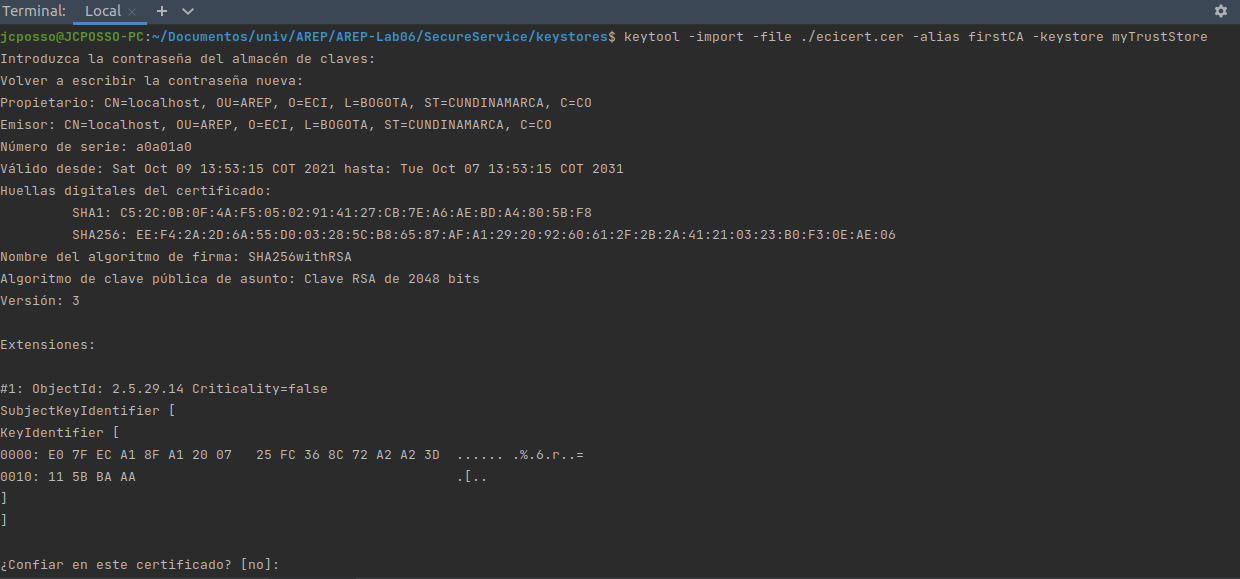 Terminal: Local × + ∨
jcposso@JCPOSSO-PC:~/Documentos/univ/AREP/AREP-Lab06/SecureService/keystores$ keytool -import -file ./ecicert.cer -alias firstCA -keystore myTrustStore
Introduzca la contraseña del almacén de claves:
Volver a escribir la contraseña nueva:
Propietario: CN=localhost, OU=AREP, O=ECI, L=BOGOTA, ST=CUNDINAMARCA, C=CO
Emisor: CN=localhost, OU=AREP, O=ECI, L=BOGOTA, ST=CUNDINAMARCA, C=CO
Número de serie: a0a01a0
Válido desde: Sat Oct 09 13:53:15 COT 2021 hasta: Tue Oct 07 13:53:15 COT 2031
Huellas digitales del certificado:
         SHA1: C5:2C:0B:0F:4A:F5:05:02:91:41:27:CB:7E:A6:AE:BD:A4:80:5B:F8
         SHA256: EE:F4:2A:2D:6A:55:D0:03:28:5C:B8:65:87:AF:A1:29:20:92:60:61:2F:2B:2A:41:21:03:23:B0:F3:0E:AE:06
Nombre del algoritmo de firma: SHA256withRSA
Algoritmo de clave pública de asunto: Clave RSA de 2048 bits
Versión: 3
Extensiones:
#1: ObjectId: 2.5.29.14 Criticality=false
SubjectKeyIdentifier [
KeyIdentifier [
0000: E0 7F EC A1 8F A1 20 07   25 FC 36 8C 72 A2 A2 3D  ...... .%.6.r..=
0010: 11 5B BA AA                                        .[..
]
]
¿Confiar en este certificado? [no]: